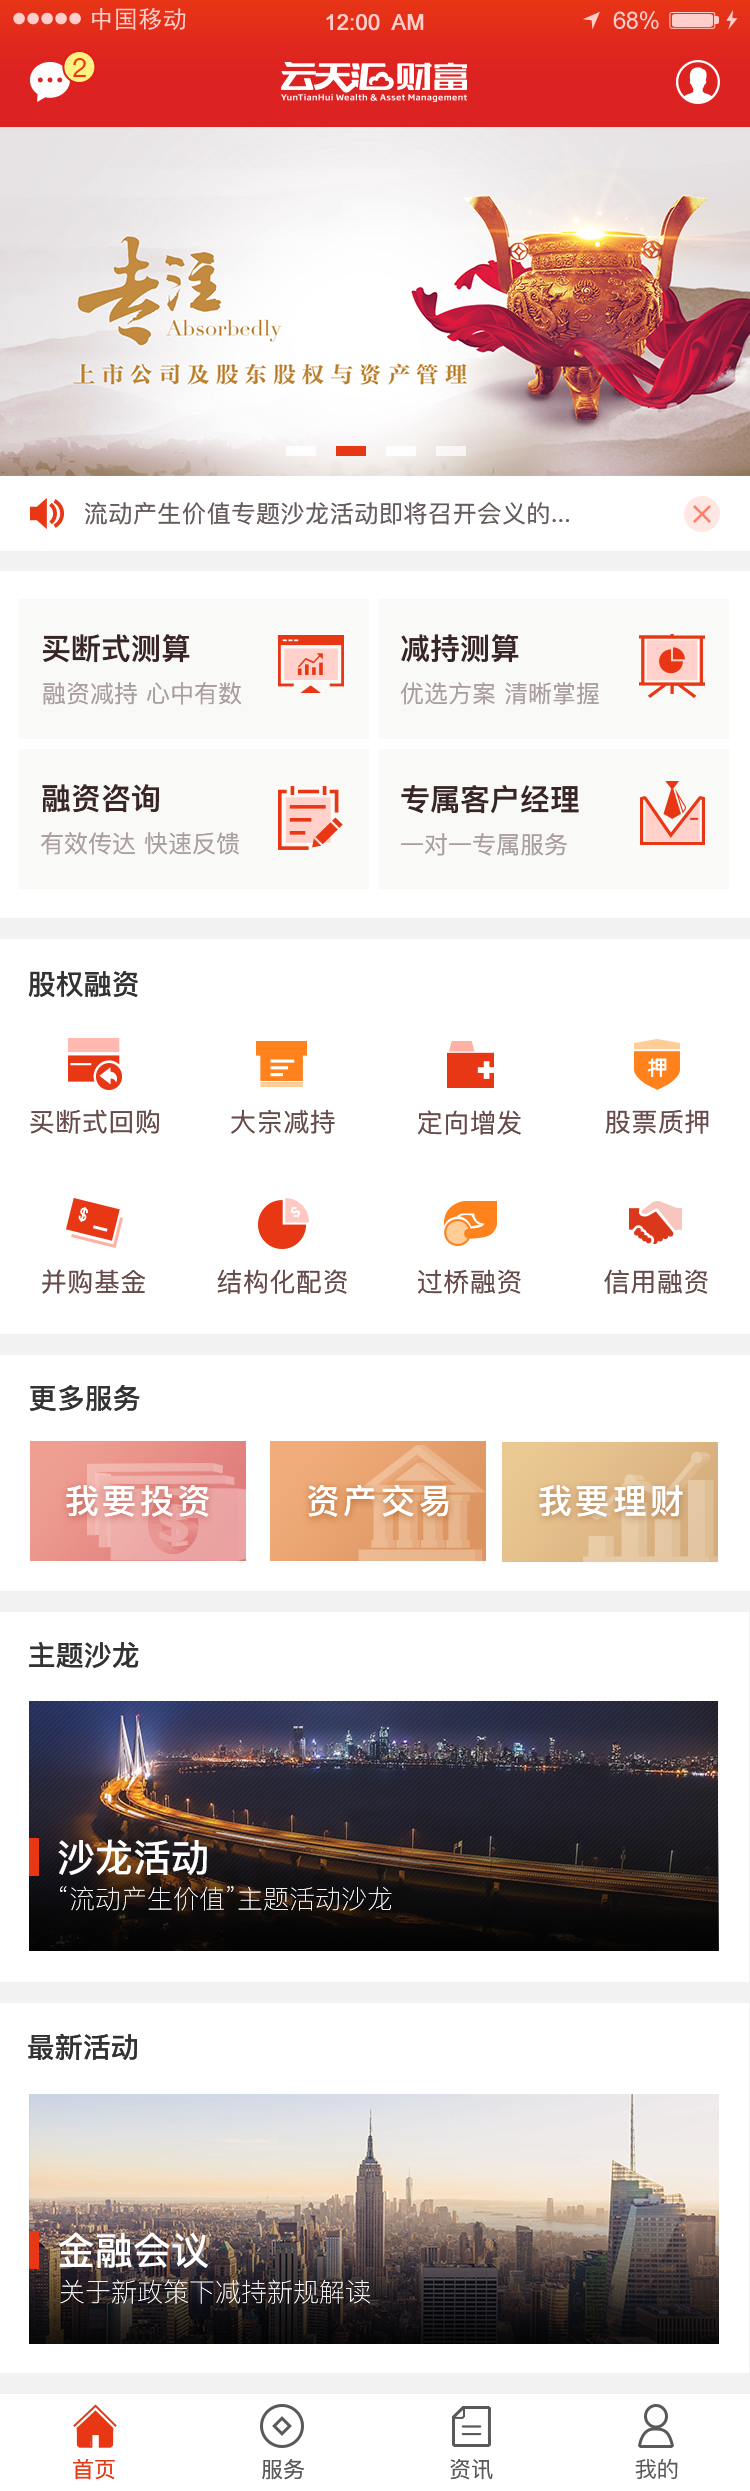 中国移动 12:00 AM 68%
2
云天汇财富
YunTianHui Wealth & Asset Management
专注
Absorbedly
上市公司及股东股权与资产管理
流动产生价值专题沙龙活动即将召开会义的...
买断式测算 减持测算
融资减持 心中有数 优选方案 清晰掌握
融资咨询 专属客户经理
有效传达 快速反馈 一对一专属服务
股权融资
押
买断式回购 大宗减持 定向增发 股票质押
$ $
并购基金 结构化配资 过桥融资 信用融资
更多服务
我要投资 资产交易 我要理财
主题沙龙
沙龙活动
“流动产生价值”主题活动沙龙
最新活动
金融会议
关于新政策下减持新规解读
首页 服务 资讯 我的